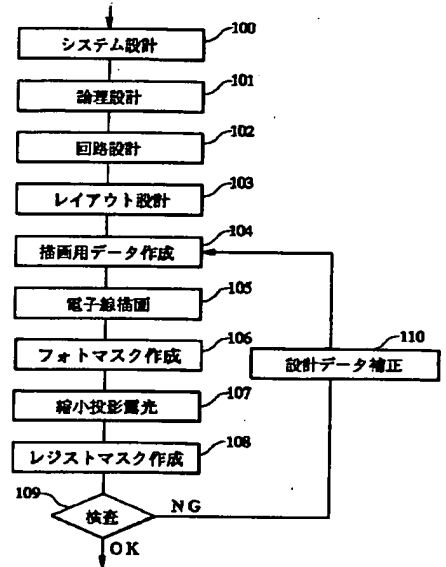 100
システム設計
101
論理設計
102
回路設計
103
レイアウト設計
104
描画用データ作成
105
電子線描画
106
フォトマスク作成
110
設計データ補正
107
縮小投影露光
108
レジストマスク作成
109
検査
NG
OK